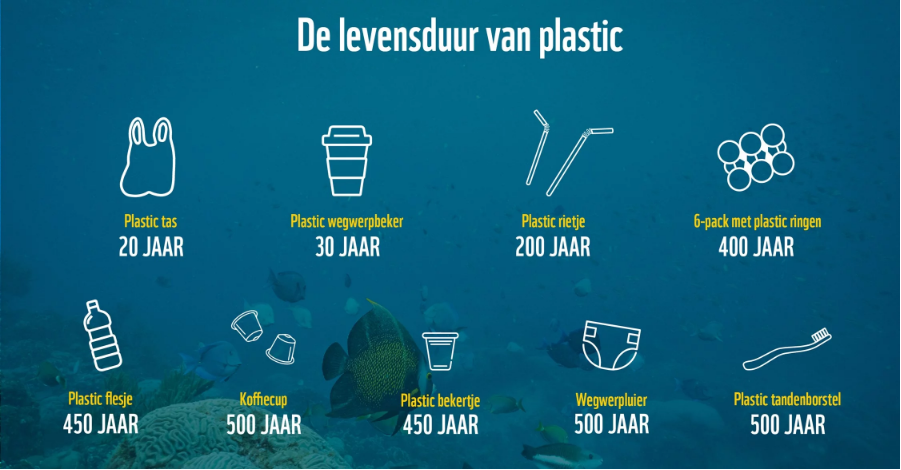 De levensduur van plastic
Plastic tas
20 JAAR
Plastic wegwerpbeker
30 JAAR
Plastic rietje
200 JAAR
6-pack met plastic ringen
400 JAAR
Plastic flesje
450 JAAR
Koffiecup
500 JAAR
Plastic bekertje
450 JAAR
Wegwerpluier
500 JAAR
Plastic tandenborstel
500 JAAR